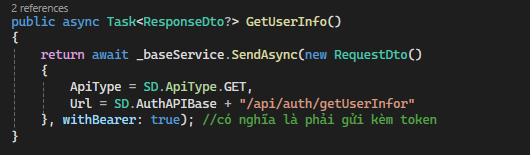 2 references
public async Task<ResponseDto?> GetUserInfo()
{
    return await _baseService.SendAsync(new RequestDto()
    {
        ApiType = SD.ApiType.GET,
        Url = SD.AuthAPIBase + "/api/auth/getUserInfor"
    }, withBearer: true); //có nghĩa là phải gửi kèm token
}